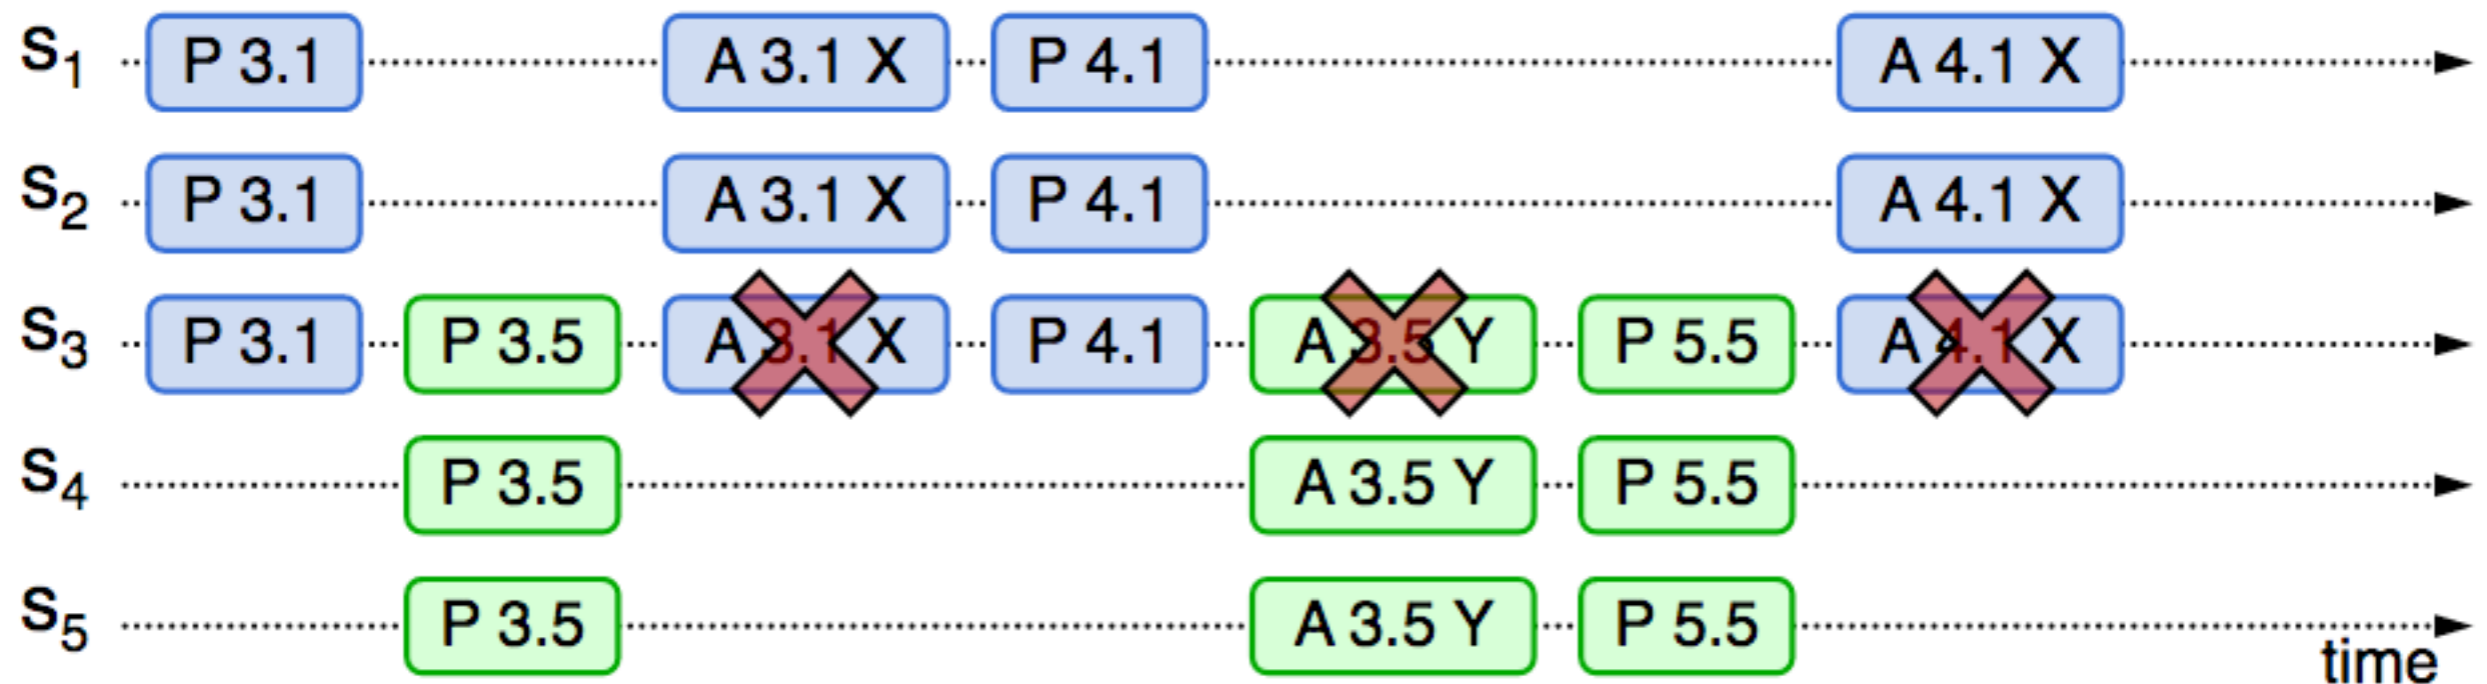 S1 P 3.1 A 3.1 X P 4.1 A 4.1 X
S2 P 3.1 A 3.1 X P 4.1 A 4.1 X
S3 P 3.1 P 3.5 A 3.1 X P 4.1 A 3.5 Y P 5.5 A 4.1 X
S4 P 3.5 A 3.5 Y P 5.5
S5 P 3.5 A 3.5 Y P 5.5
time